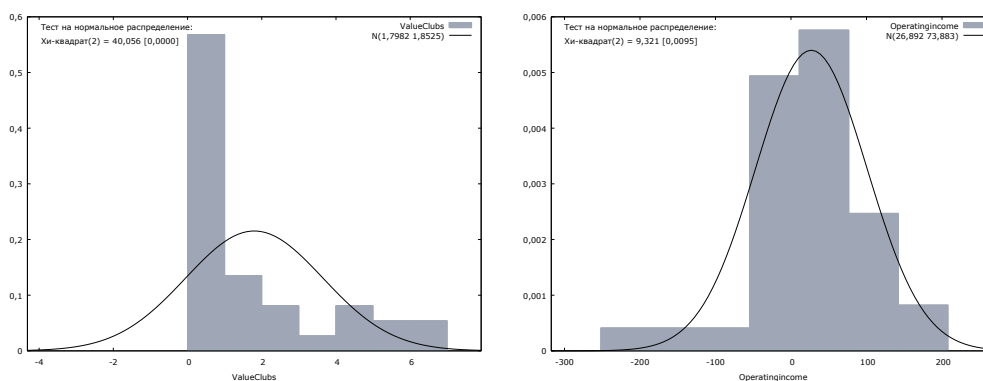 Тест на нормальное распределение:
Хи-квадрат(2) = 40,056 [0,0000]
ValueClubs
N(1,7982 1,8525)
0,6
0,5
0,4
0,3
0,2
0,1
0
-4 -2 0 2 4 6
ValueClubs
Тест на нормальное распределение:
Хи-квадрат(2) = 9,321 [0,0095]
Operatingincome
N(26,892 73,883)
0,006
0,005
0,004
0,003
0,002
0,001
0
-300 -200 -100 0 100 200
Operatingincome